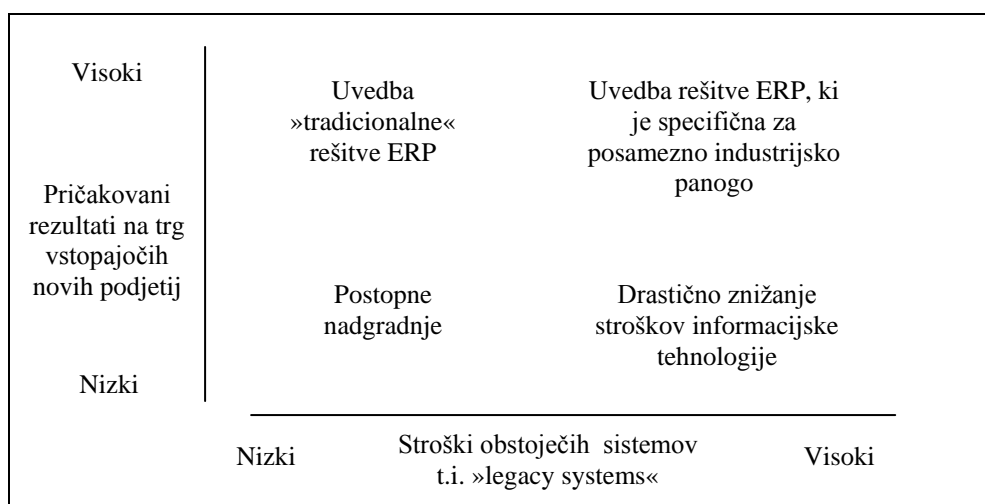 Visoki
Uvedba
»tradicionalne«
rešitve ERP
Uvedba rešitve ERP, ki
je specifična za
posamezno industrijsko
panogo
Pričakovani
rezultati na trg
vstopajočih
novih podjetij
Postopne
nadgradnje
Drastično znižanje
stroškov informacijske
tehnologije
Nizki
Nizki
Stroški obstoječih sistemov
t.i. »legacy systems«
Visoki